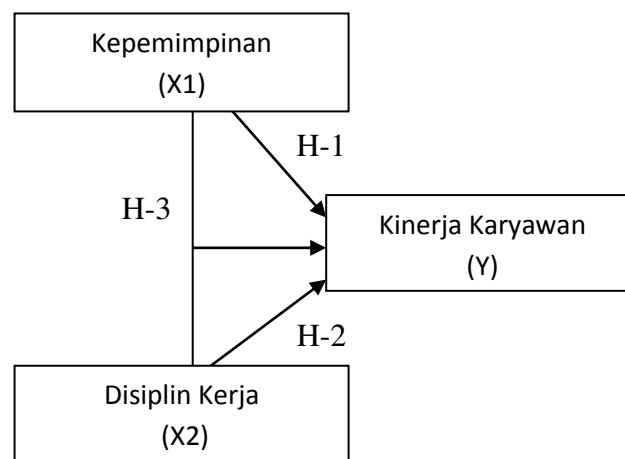 Kepemimpinan
(X1)
H-1
H-3
Kinerja Karyawan
(Y)
H-2
Disiplin Kerja
(X2)